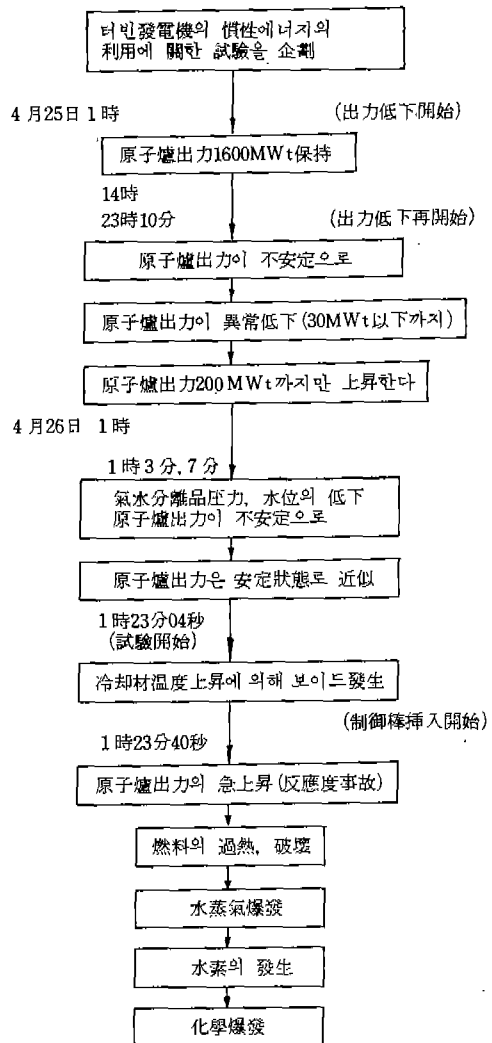 터빈發電機의 慣性에너지의
利用에 關한 試驗을 企劃
4月25日 1時 (出力低下開始)
原子爐出力1600MWt保持
14時
23時10分 (出力低下再開始)
原子爐出力이 不安定으로
原子爐出力이 異常低下(30MWt以下까지)
原子爐出力200MWt까지만 上昇한다
4月26日 1時
1時3分, 7分
氣水分離品圧力, 水位의 低下
原子爐出力이 不安定으로
原子爐出力은 安定狀態로 近似
1時23分04秒
(試驗開始)
冷却材溫度上昇에 의해 보이드發生
(制御棒挿入開始)
1時23分40秒
原子爐出力의 急上昇(反應度事故)
燃料의 過熱, 破壞
水蒸氣爆發
水素의 發生
化學爆發